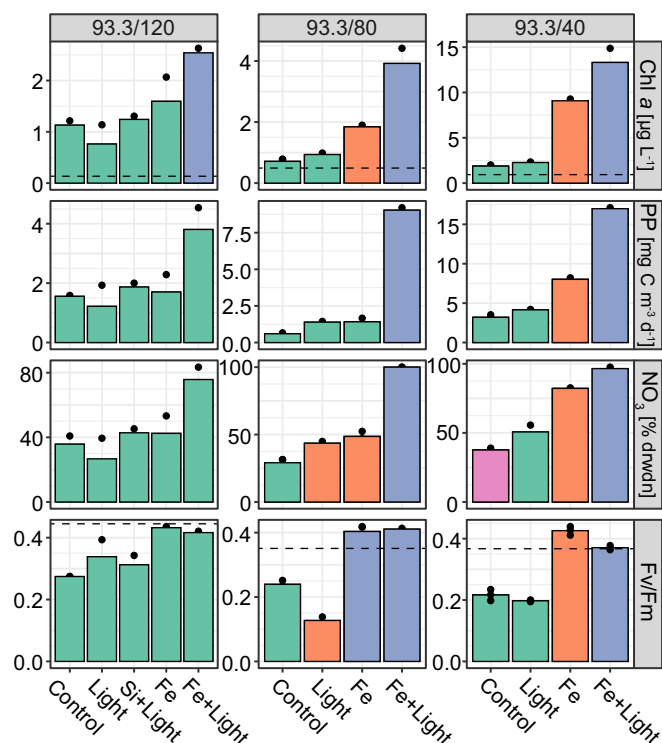 93.3/120 93.3/80 93.3/40
2 4 15
1 2 10
0 0 5
0
Chl a [µg L⁻¹]
4 7.5 15
2 5.0 10
0 2.5 5
0.0 0
PP [mg C m⁻³ d⁻¹]
80 100 100
40 50 50
0 0 0
NO₃ [% drwdn]
0.4 0.4 0.4
0.2 0.2 0.2
0.0 0.0 0.0
Fv/Fm
Control Light Si+Light Fe Fe+Light
Control Light Fe Fe+Light
Control Light Fe Fe+Light